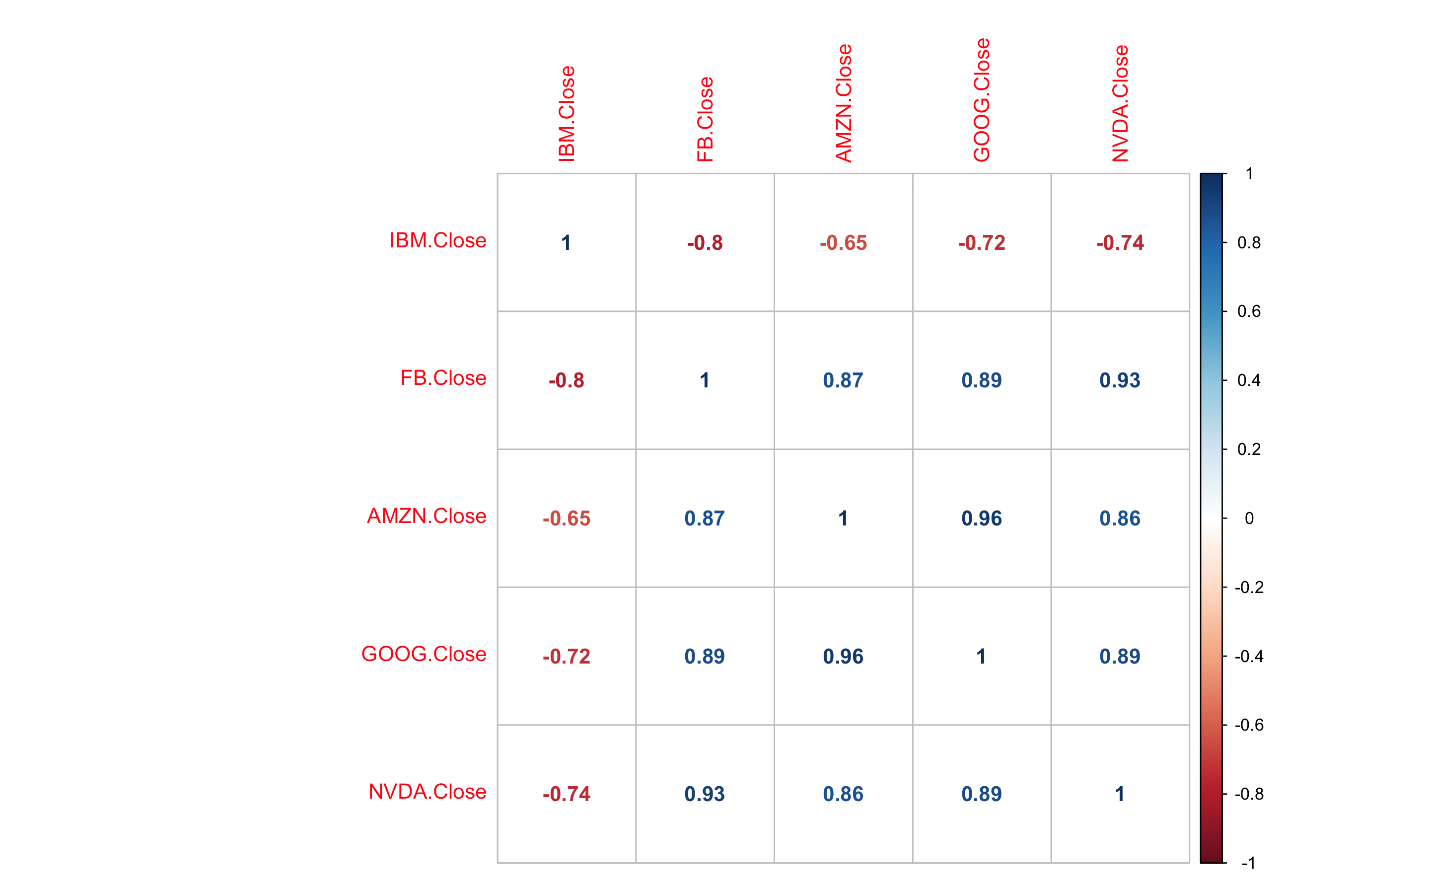 IBM.Close FB.Close AMZN.Close GOOG.Close NVDA.Close
IBM.Close 1 -0.8 -0.65 -0.72 -0.74
FB.Close -0.8 1 0.87 0.89 0.93
AMZN.Close -0.65 0.87 1 0.96 0.86
GOOG.Close -0.72 0.89 0.96 1 0.89
NVDA.Close -0.74 0.93 0.86 0.89 1
1
0.8
0.6
0.4
0.2
0
-0.2
-0.4
-0.6
-0.8
-1